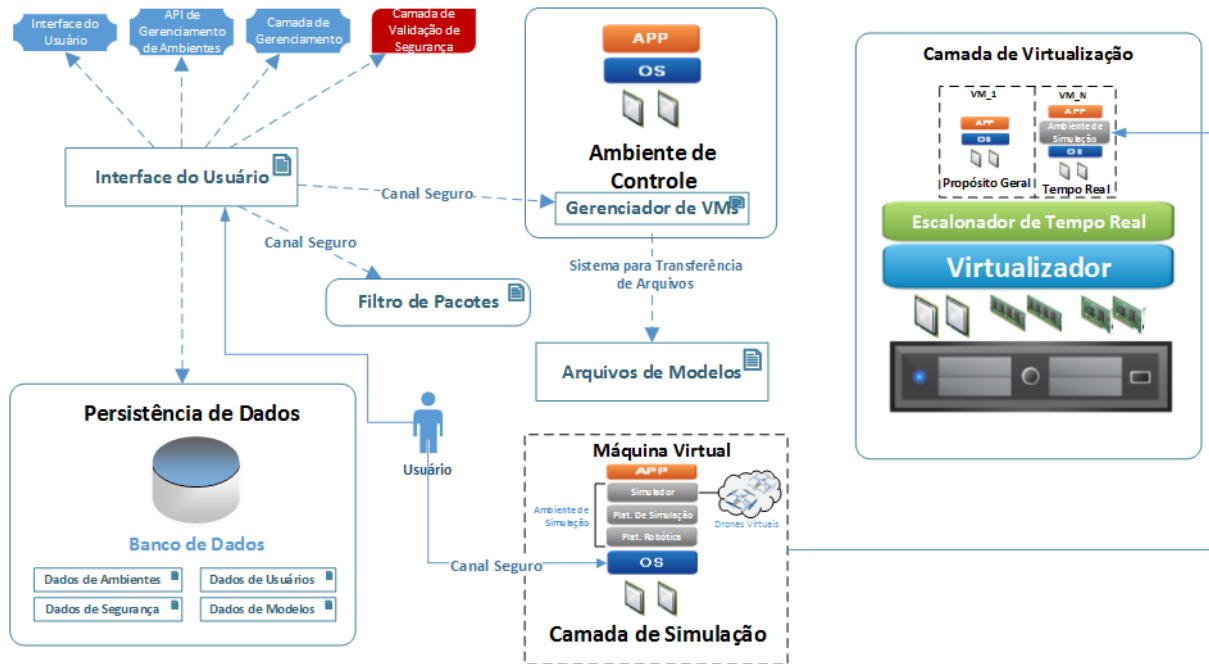 Interface do
Usuário
API de
Gerenciamento
de Ambientes
Camada de
Gerenciamento
Camada de
Validação de
Segurança
Interface do Usuário
Canal Seguro
Canal Seguro
Filtro de Pacotes
APP
OS
Ambiente de
Controle
Gerenciador de VMs
Sistema para Transferência
de Arquivos
Arquivos de Modelos
Camada de Virtualização
VM_1
APP
OS
Propósito Geral
VM_N
APP
Ambiente de
Simulação
OS
Tempo Real
Escalonador de Tempo Real
Virtualizador
Persistência de Dados
Banco de Dados
Dados de Ambientes
Dados de Usuários
Dados de Segurança
Dados de Modelos
Usuário
Canal Seguro
Máquina Virtual
APP
Simulador
Plat. De Simulação
Plat. Robótica
OS
Ambiente de
Simulação
Drones Virtuais
Camada de Simulação